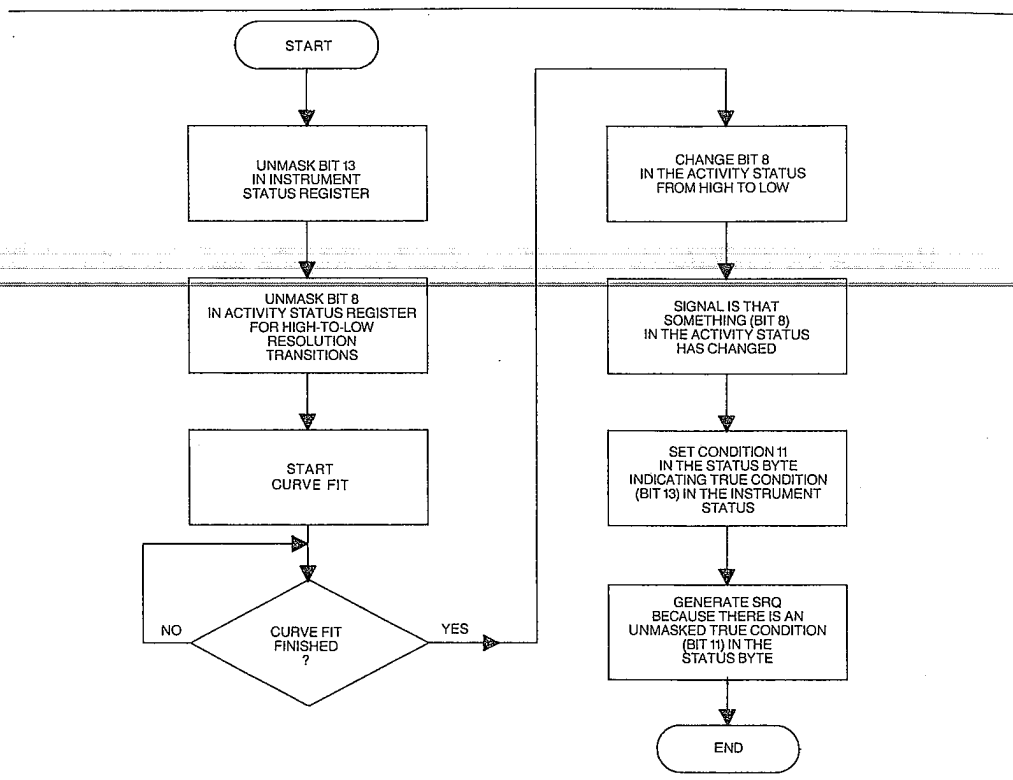 START
UNMASK BIT 13
IN INSTRUMENT
STATUS REGISTER
UNMASK BIT 8
IN ACTIVITY STATUS REGISTER
FOR HIGH-TO-LOW
RESOLUTION
TRANSITIONS
START
CURVE FIT
CURVE FIT
FINISHED
?
NO
YES
CHANGE BIT 8
IN THE ACTIVITY STATUS
FROM HIGH TO LOW
SIGNAL IS THAT
SOMETHING (BIT 8)
IN THE ACTIVITY STATUS
HAS CHANGED
SET CONDITION 11
IN THE STATUS BYTE
INDICATING TRUE CONDITION
(BIT 13) IN THE INSTRUMENT
STATUS
GENERATE SRQ
BECAUSE THERE IS AN
UNMASKED TRUE CONDITION
(BIT 11) IN THE
STATUS BYTE
END